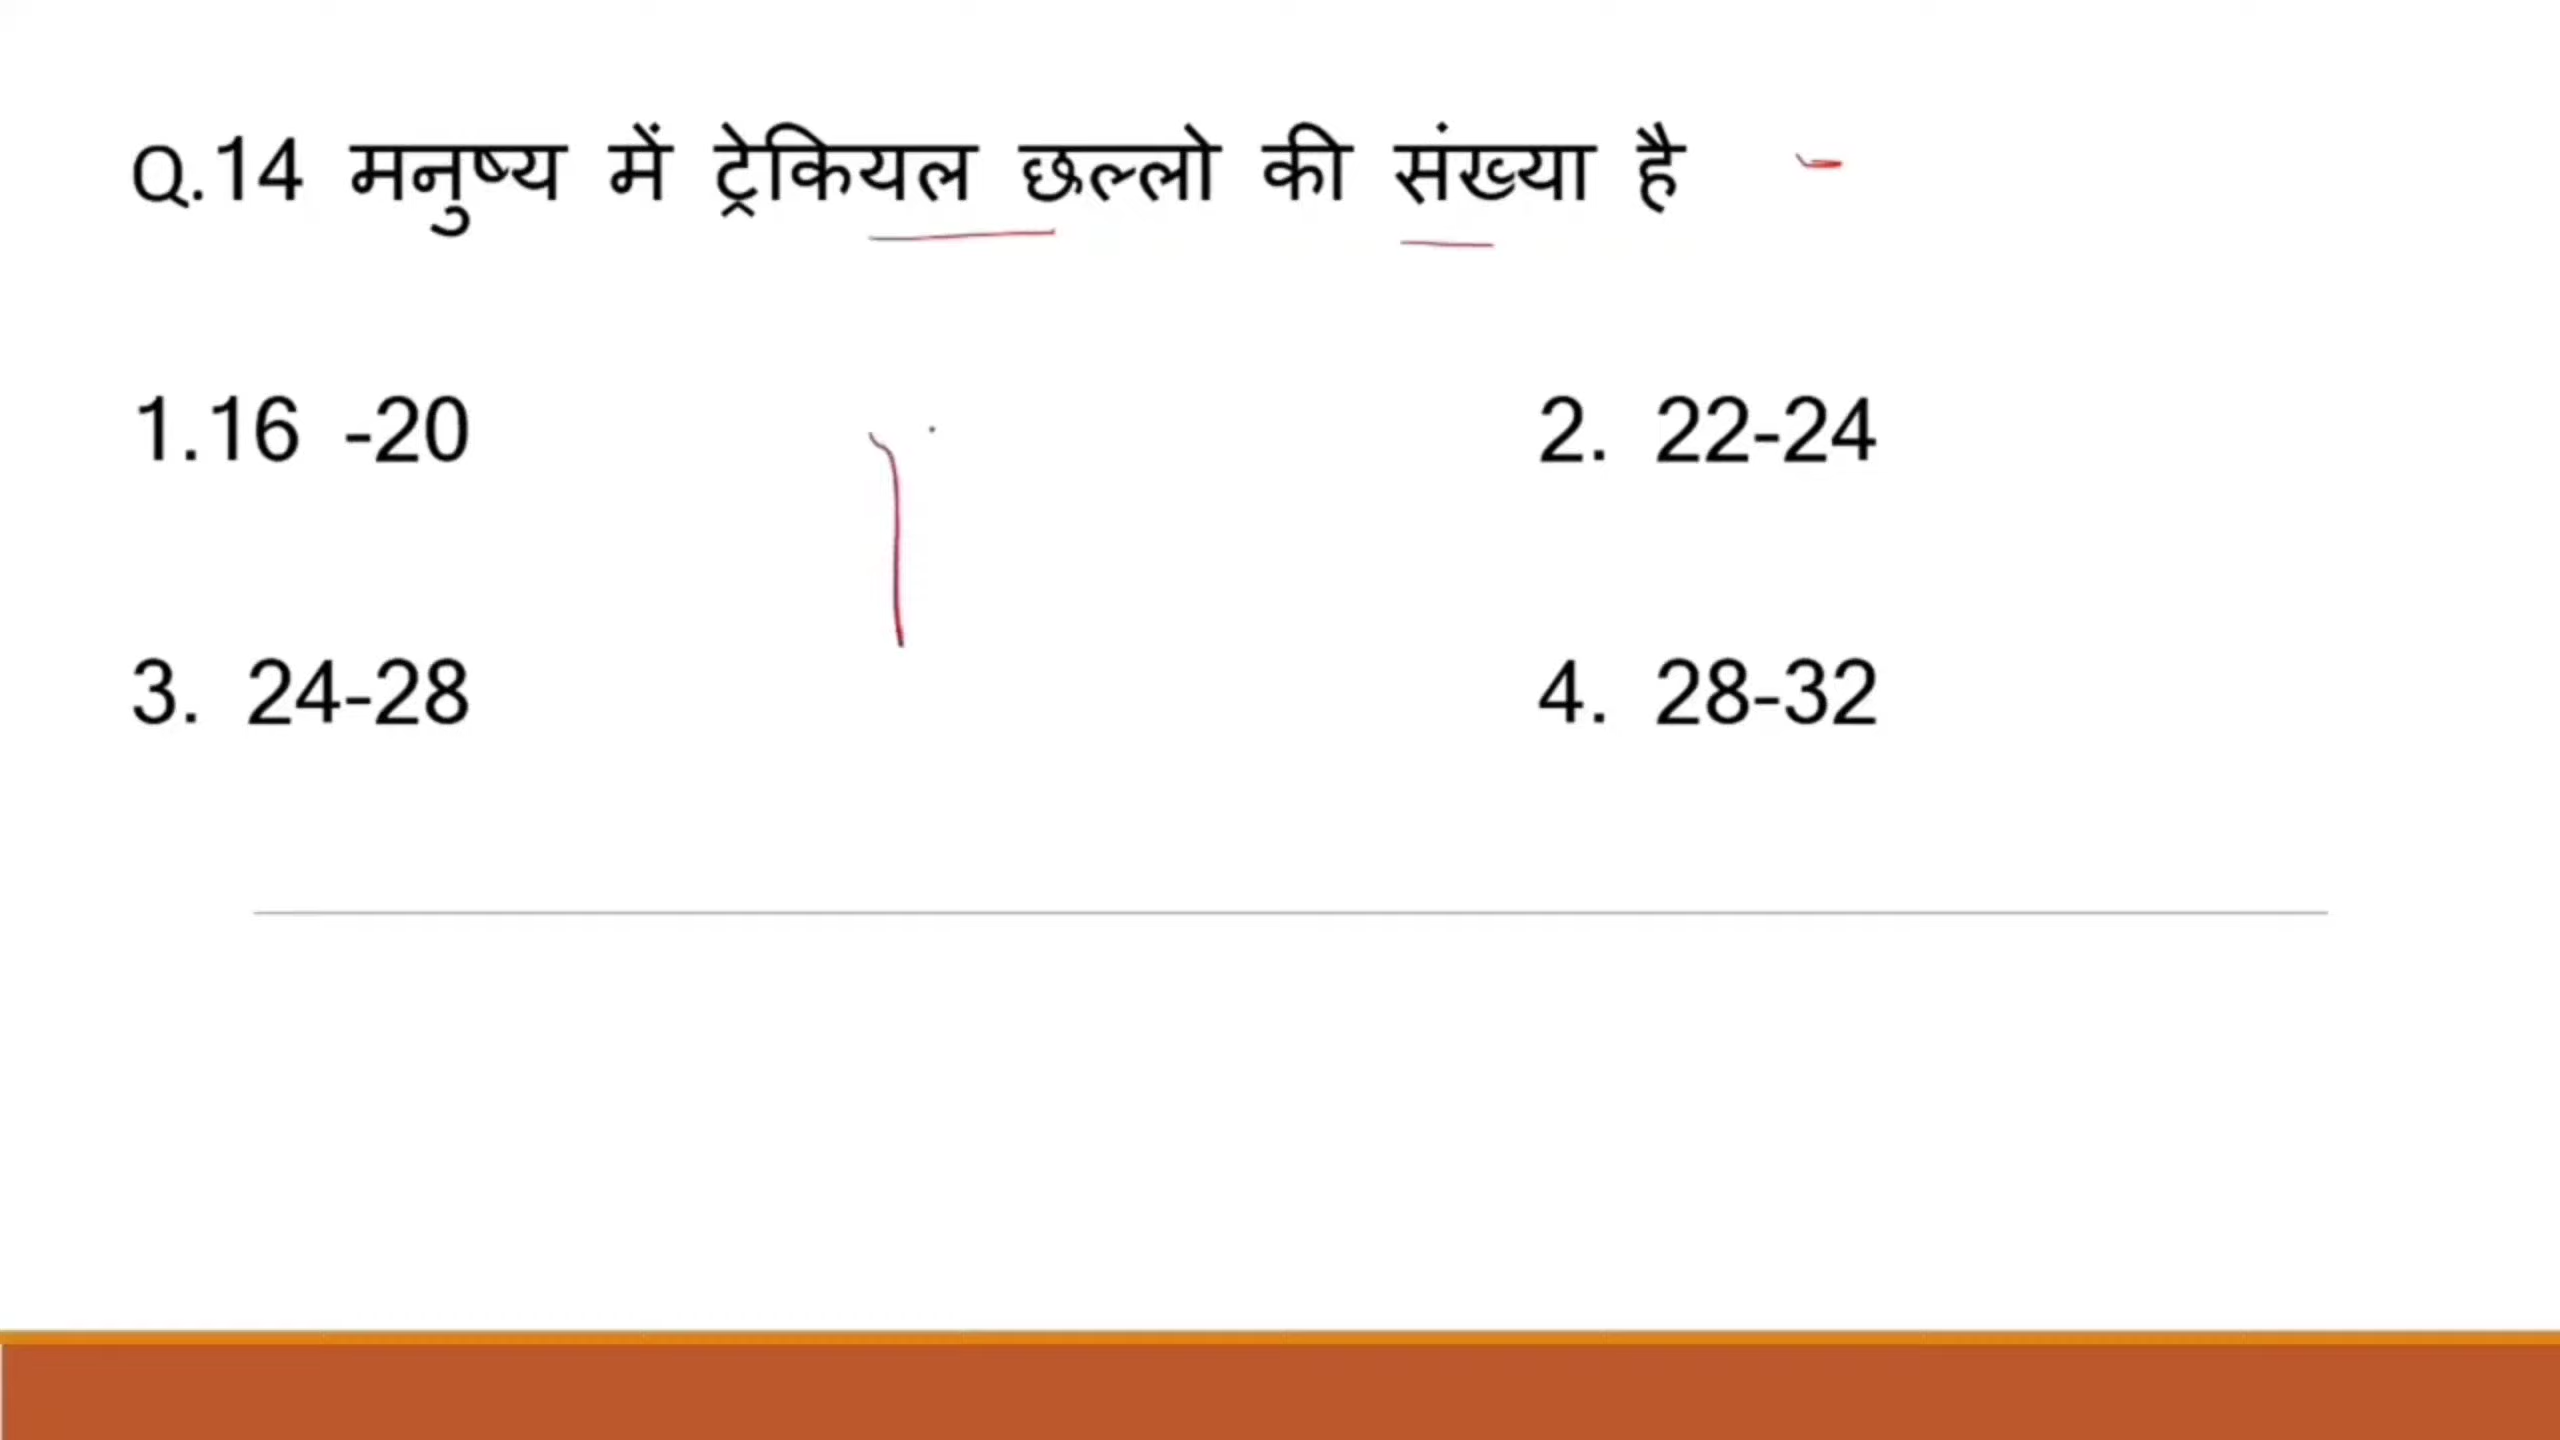 Q.14 मनुष्य में ट्रेकियल छल्लो की संख्या है -
1.16 -20 2. 22-24
3. 24-28 4. 28-32